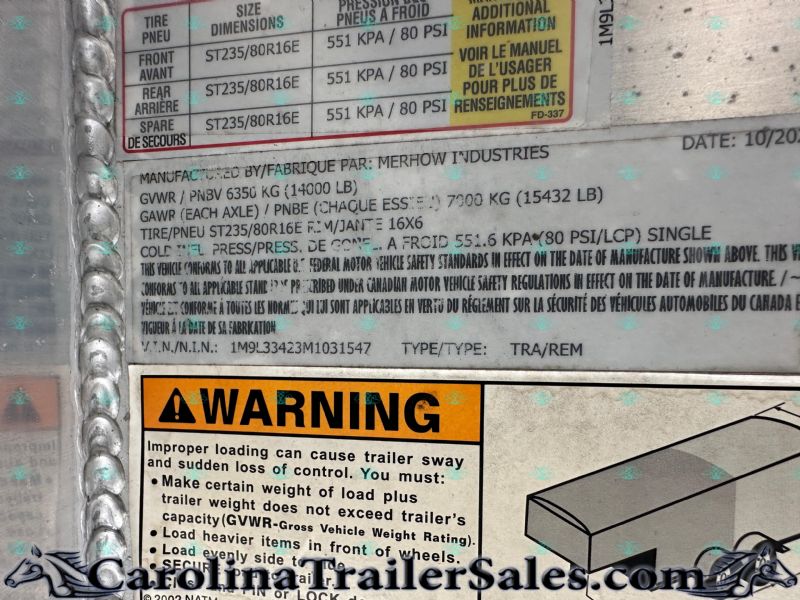 TIRE PNEU SIZE DIMENSIONS PNEUS À FROID ADDITIONAL INFORMATION
FRONT AVANT ST235/80R16E 551 KPA / 80 PSI
REAR ARRIÈRE ST235/80R16E 551 KPA / 80 PSI
SPARE DE SECOURS ST235/80R16E 551 KPA / 80 PSI
VOIR LE MANUEL
DE L'USAGER
POUR PLUS DE
RENSEIGNEMENTS
FD-337
MANUFACTURED BY/FABRIQUE PAR: MERHOW INDUSTRIES DATE: 10/202
GVWR / PNBV 6350 KG (14000 LB)
GAWR (EACH AXLE) / PNBE (CHAQUE ESSIEU) 7000 KG (15432 LB)
TIRE/PNEU ST235/80R16E RIM/JANTE 16X6
COLD INFL. PRESS/PRESS. DE GONFL. A FROID 551.6 KPA (80 PSI/LCP) SINGLE
THIS VEHICLE CONFORMS TO ALL APPLICABLE FEDERAL MOTOR VEHICLE SAFETY STANDARDS IN EFFECT ON THE DATE OF MANUFACTURE SHOWN ABOVE. THIS
CONFORMS TO ALL APPLICABLE STANDARDS PRESCRIBED UNDER CANADIAN MOTOR VEHICLE SAFETY REGULATIONS IN EFFECT ON THE DATE OF MANUFACTURE. /
VÉHICULE EST CONFORME À TOUTES LES NORMES QUI LUI SONT APPLICABLES EN VERTU DU RÉGLEMENT SUR LA SÉCURITÉ DES VÉHICULES AUTOMOBILES DU CANADA
VIGUEUR À LA DATE DE SA FABRICATION
V.I.N./N.I.N.: 1M9L33423M1031547 TYPE/TYPE: TRA/REM
WARNING
Improper loading can cause trailer sway
and sudden loss of control. You must:
• Make certain weight of load plus
trailer weight does not exceed trailer's
capacity (GVWR-Gross Vehicle Weight Rating).
• Load heavier items in front of wheels.
• Load evenly side to side.
CarolinaTrailerSales.com